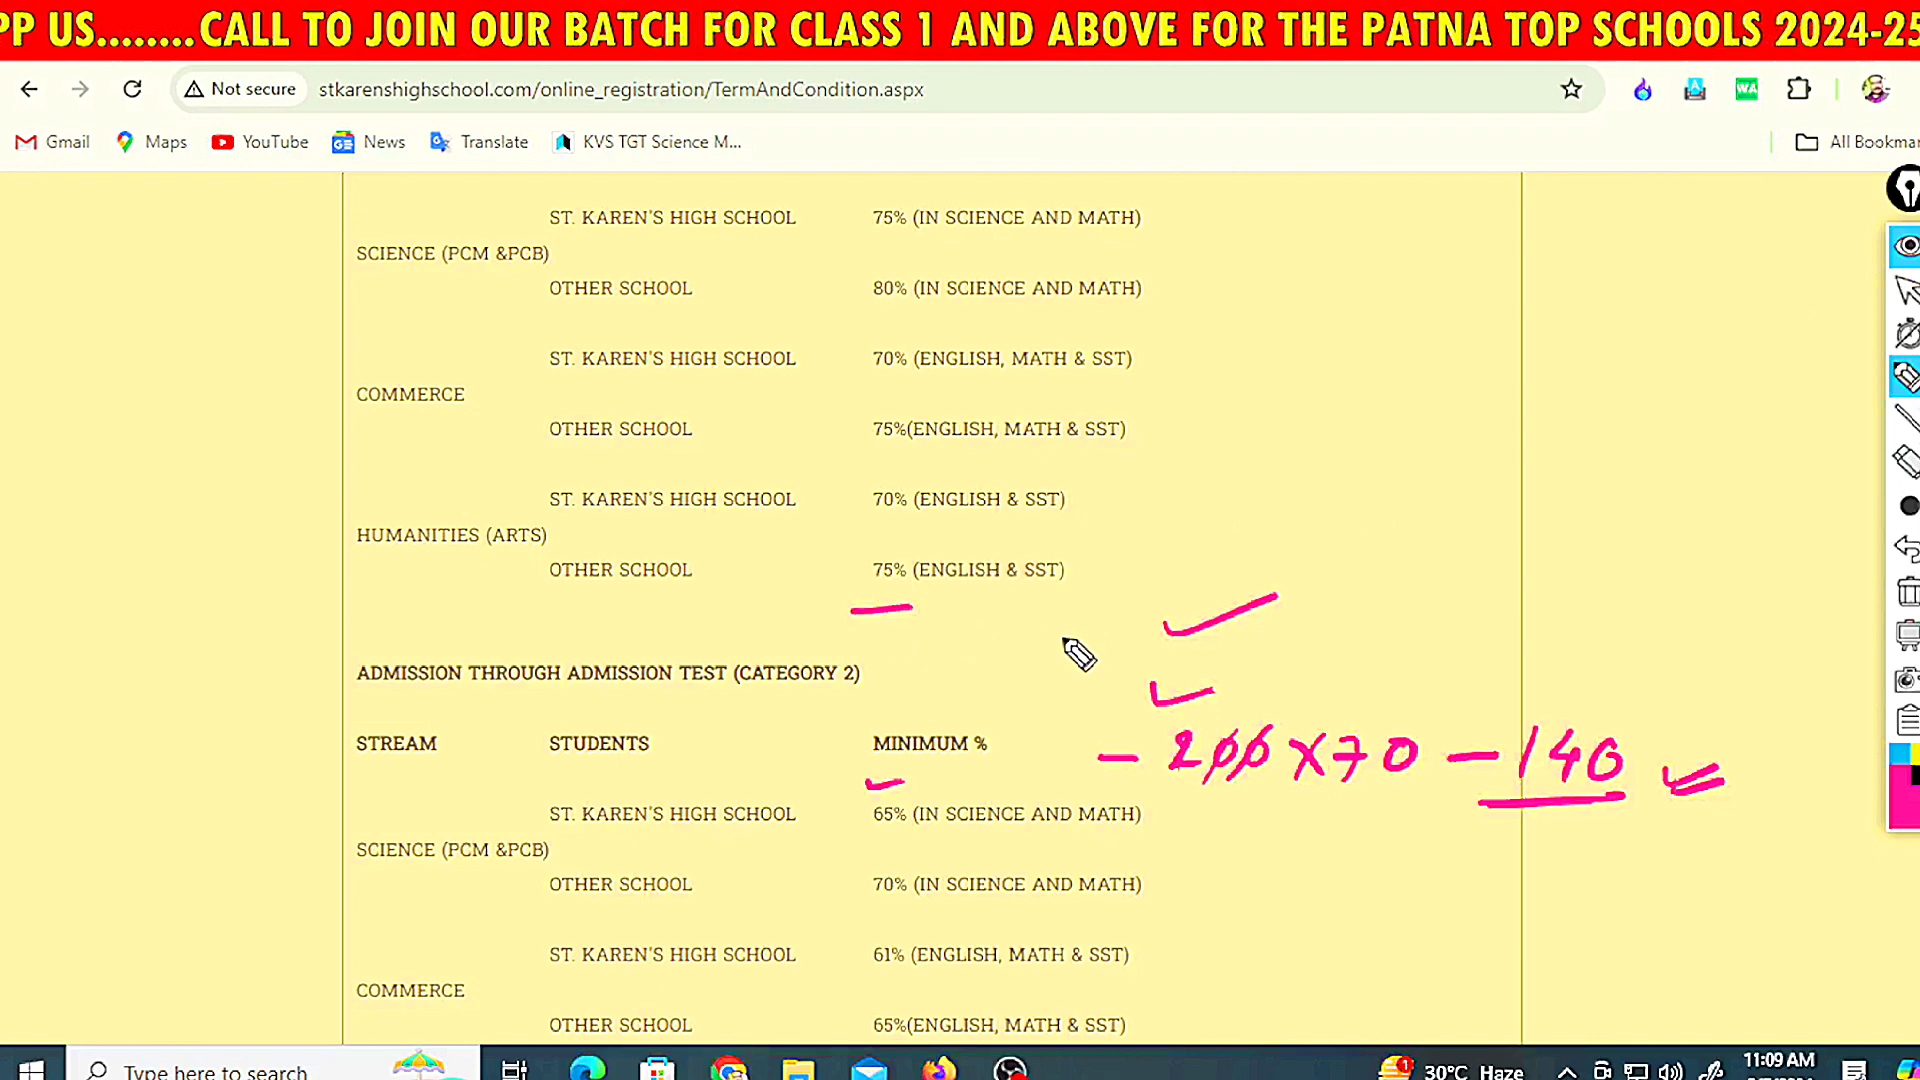 PP US........CALL TO JOIN OUR BATCH FOR CLASS 1 AND ABOVE FOR THE PATNA TOP SCHOOLS 2024-25
Not secure stkarenshighschool.com/online_registration/TermAndCondition.aspx
WA
Gmail Maps YouTube News Translate KVS TGT Science M... All Bookmar
ST. KAREN'S HIGH SCHOOL 75% (IN SCIENCE AND MATH)
SCIENCE (PCM &PCB)
OTHER SCHOOL 80% (IN SCIENCE AND MATH)
ST. KAREN'S HIGH SCHOOL 70% (ENGLISH, MATH & SST)
COMMERCE
OTHER SCHOOL 75%(ENGLISH, MATH & SST)
ST. KAREN'S HIGH SCHOOL 70% (ENGLISH & SST)
HUMANITIES (ARTS)
OTHER SCHOOL 75% (ENGLISH & SST)
ADMISSION THROUGH ADMISSION TEST (CATEGORY 2)
STREAM STUDENTS MINIMUM %
- 200 X 70 - 140
ST. KAREN'S HIGH SCHOOL 65% (IN SCIENCE AND MATH)
SCIENCE (PCM &PCB)
OTHER SCHOOL 70% (IN SCIENCE AND MATH)
ST. KAREN'S HIGH SCHOOL 61% (ENGLISH, MATH & SST)
COMMERCE
OTHER SCHOOL 65%(ENGLISH, MATH & SST)
Type here to search 1 30°C Haze 11:09 AM